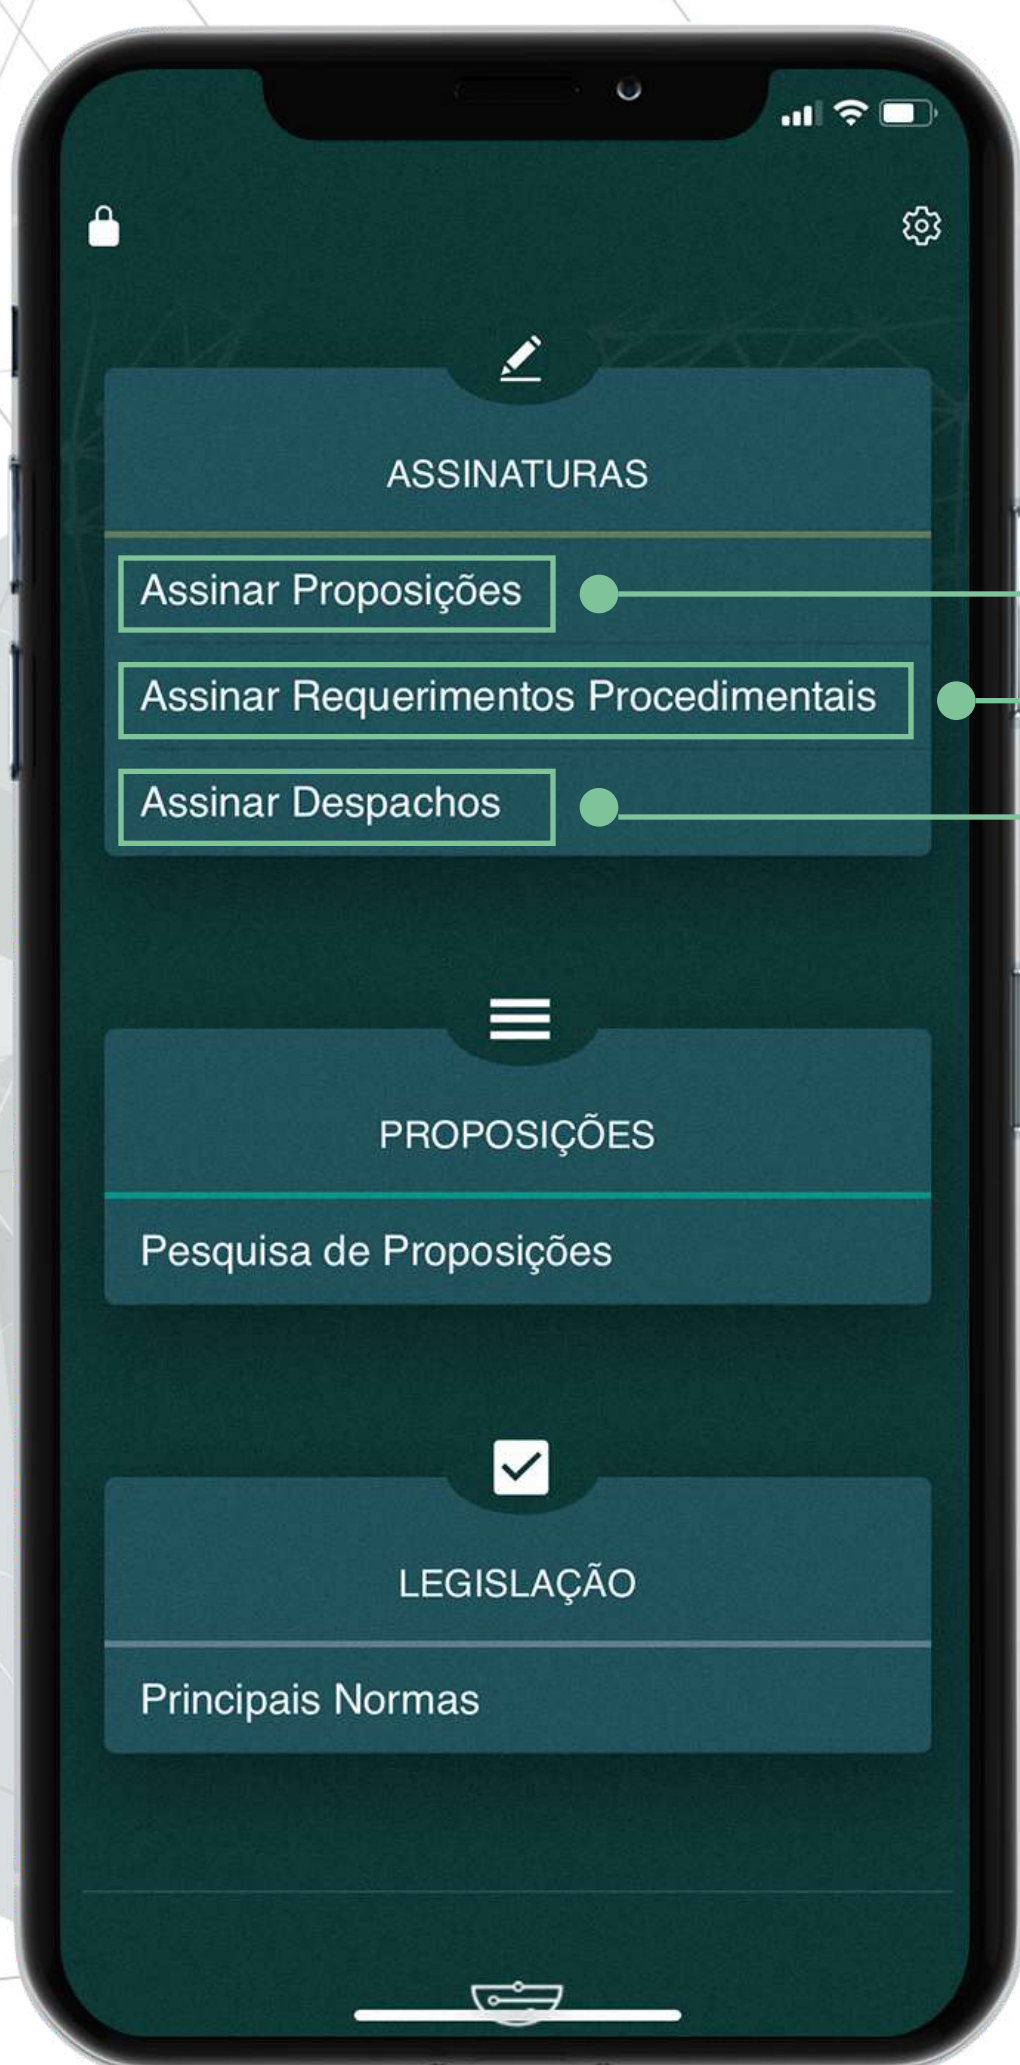 ASSINATURAS
Assinar Proposições
Assinar Requerimentos Procedimentais
Assinar Despachos
PROPOSIÇÕES
Pesquisa de Proposições
LEGISLAÇÃO
Principais Normas